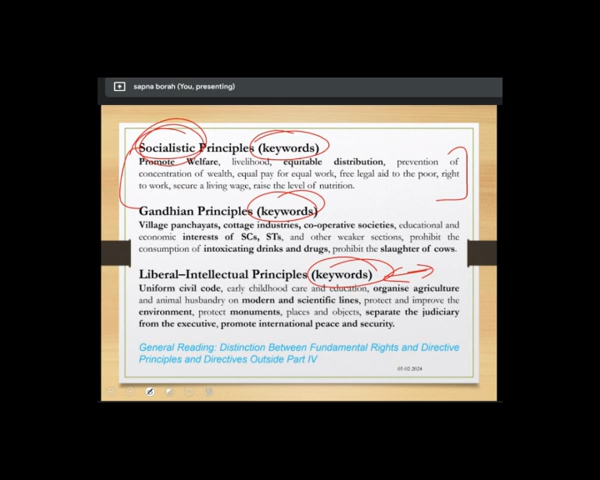 sapna borah (You, presenting)
Socialistic Principles (keywords)
Promote Welfare, livelihood, equitable distribution, prevention of
concentration of wealth, equal pay for equal work, free legal aid to the poor, right
to work, secure a living wage, raise the level of nutrition.
Gandhian Principles (keywords)
Village panchayats, cottage industries, co-operative societies, educational and
economic interests of SCs, STs, and other weaker sections, prohibit the
consumption of intoxicating drinks and drugs, prohibit the slaughter of cows.
Liberal–Intellectual Principles (keywords)
Uniform civil code, early childhood care and education, organise agriculture
and animal husbandry on modern and scientific lines, protect and improve the
environment, protect monuments, places and objects, separate the judiciary
from the executive, promote international peace and security.
General Reading: Distinction Between Fundamental Rights and Directive
Principles and Directives Outside Part IV
05-02-2024